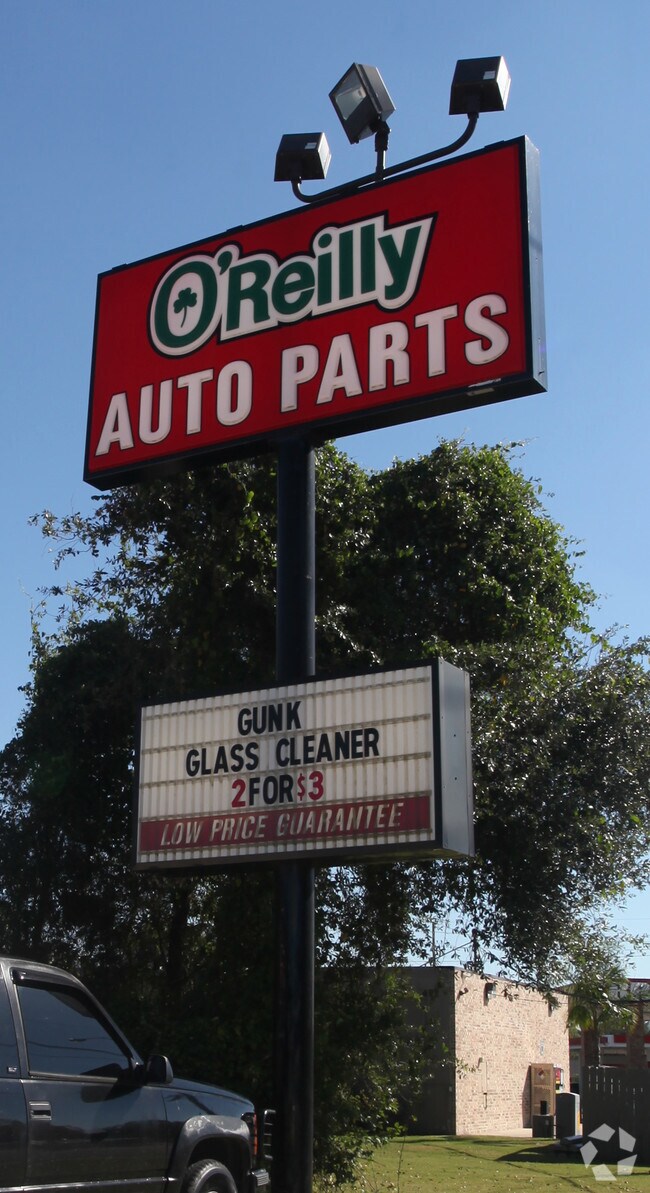 O'Reilly
AUTO PARTS
GUNK
GLASS CLEANER
2 FOR $3
LOW PRICE GUARANTEE